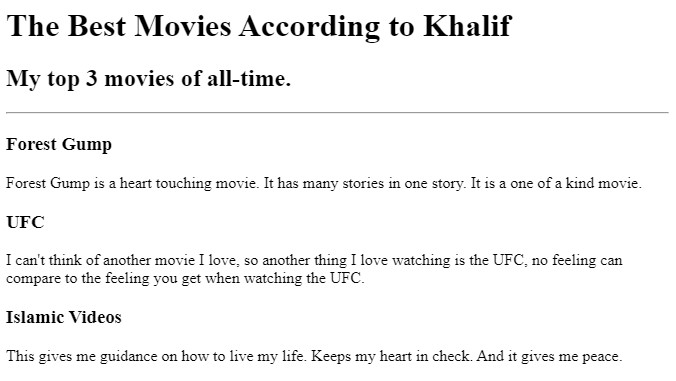 The Best Movies According to Khalif
My top 3 movies of all-time.
Forest Gump
Forest Gump is a heart touching movie. It has many stories in one story. It is a one of a kind movie.
UFC
I can't think of another movie I love, so another thing I love watching is the UFC, no feeling can
compare to the feeling you get when watching the UFC.
Islamic Videos
This gives me guidance on how to live my life. Keeps my heart in check. And it gives me peace.